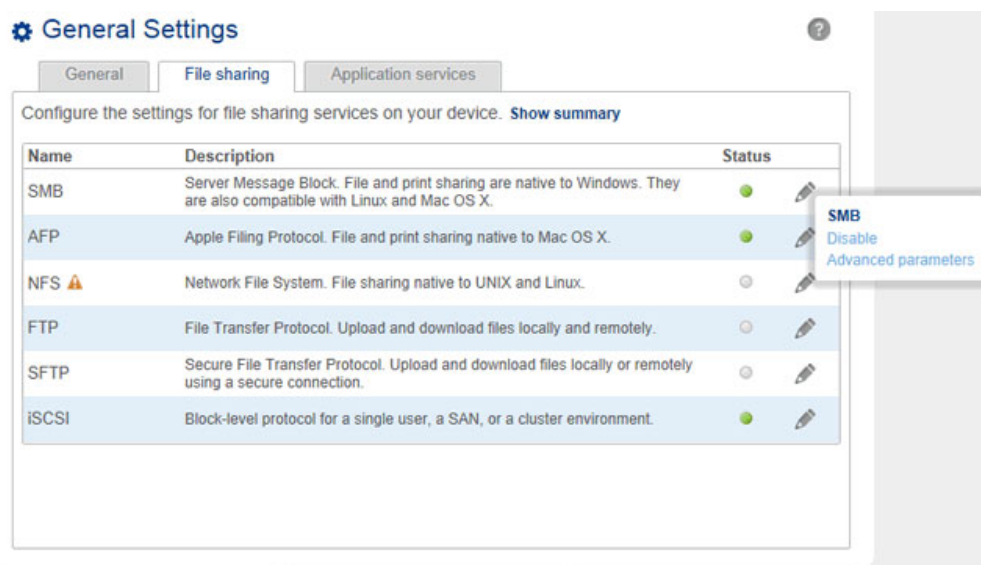 General Settings
?
General File sharing Application services
Configure the settings for file sharing services on your device. Show summary
Name Description Status
SMB Server Message Block. File and print sharing are native to Windows. They
are also compatible with Linux and Mac OS X.
SMB
Disable
Advanced parameters
AFP Apple Filing Protocol. File and print sharing native to Mac OS X.
NFS Network File System. File sharing native to UNIX and Linux.
FTP File Transfer Protocol. Upload and download files locally and remotely.
SFTP Secure File Transfer Protocol. Upload and download files locally or remotely
using a secure connection.
iSCSI Block-level protocol for a single user, a SAN, or a cluster environment.